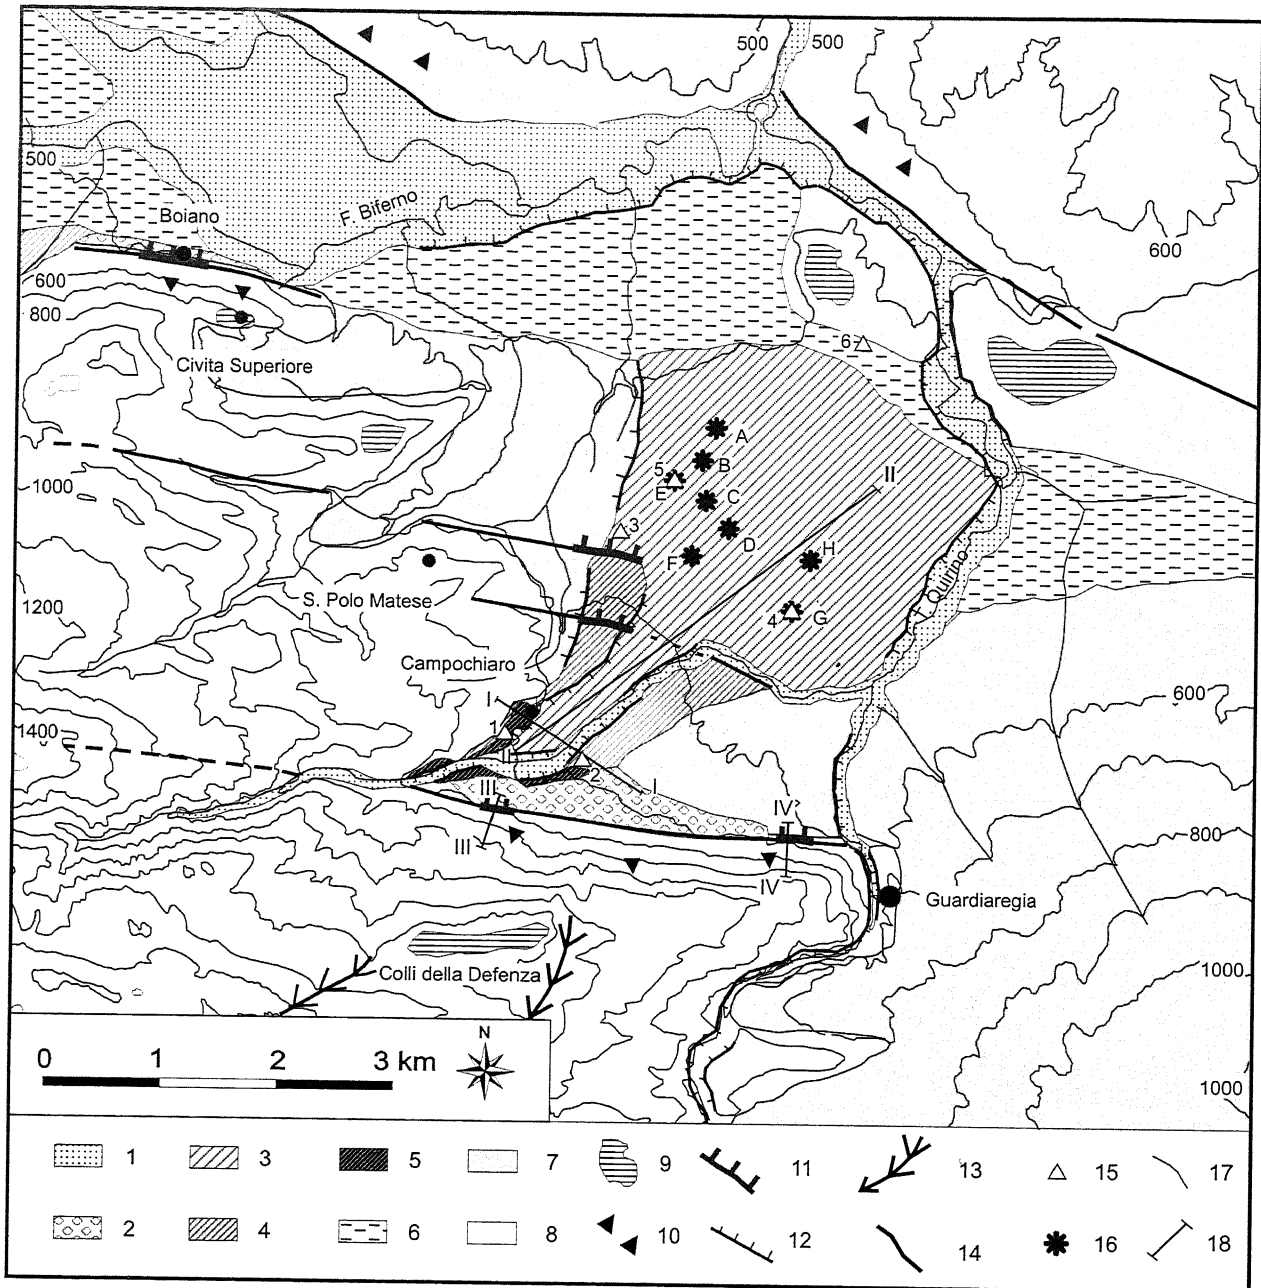 500 500
500
Boiano
F. Biferno
600
600
800
Civita Superiore
6
A
B
5
E
C
II
1000
3
D
F
H
1200
S. Polo Matese
4 G
T. Quirino
Campochiaro
I
600
1400
1
II
2
I
III
IV
III
800
IV
Guardiaregia
Colli della Defenza
1000
0 1 2 3 km
N
1000
1 3 5 7 9 11 13 15 17
2 4 6 8 10 12 14 16 18